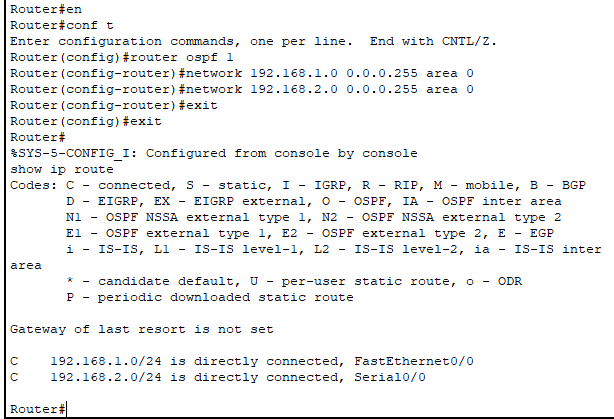 Router#en
Router#conf t
Enter configuration commands, one per line.  End with CNTL/Z.
Router(config)#router ospf 1
Router(config-router)#network 192.168.1.0 0.0.0.255 area 0
Router(config-router)#network 192.168.2.0 0.0.0.255 area 0
Router(config-router)#exit
Router(config)#exit
Router#
%SYS-5-CONFIG_I: Configured from console by console
show ip route
Codes: C - connected, S - static, I - IGRP, R - RIP, M - mobile, B - BGP
       D - EIGRP, EX - EIGRP external, O - OSPF, IA - OSPF inter area
       N1 - OSPF NSSA external type 1, N2 - OSPF NSSA external type 2
       E1 - OSPF external type 1, E2 - OSPF external type 2, E - EGP
       i - IS-IS, L1 - IS-IS level-1, L2 - IS-IS level-2, ia - IS-IS inter
area
       * - candidate default, U - per-user static route, o - ODR
       P - periodic downloaded static route

Gateway of last resort is not set

C    192.168.1.0/24 is directly connected, FastEthernet0/0
C    192.168.2.0/24 is directly connected, Serial0/0

Router#